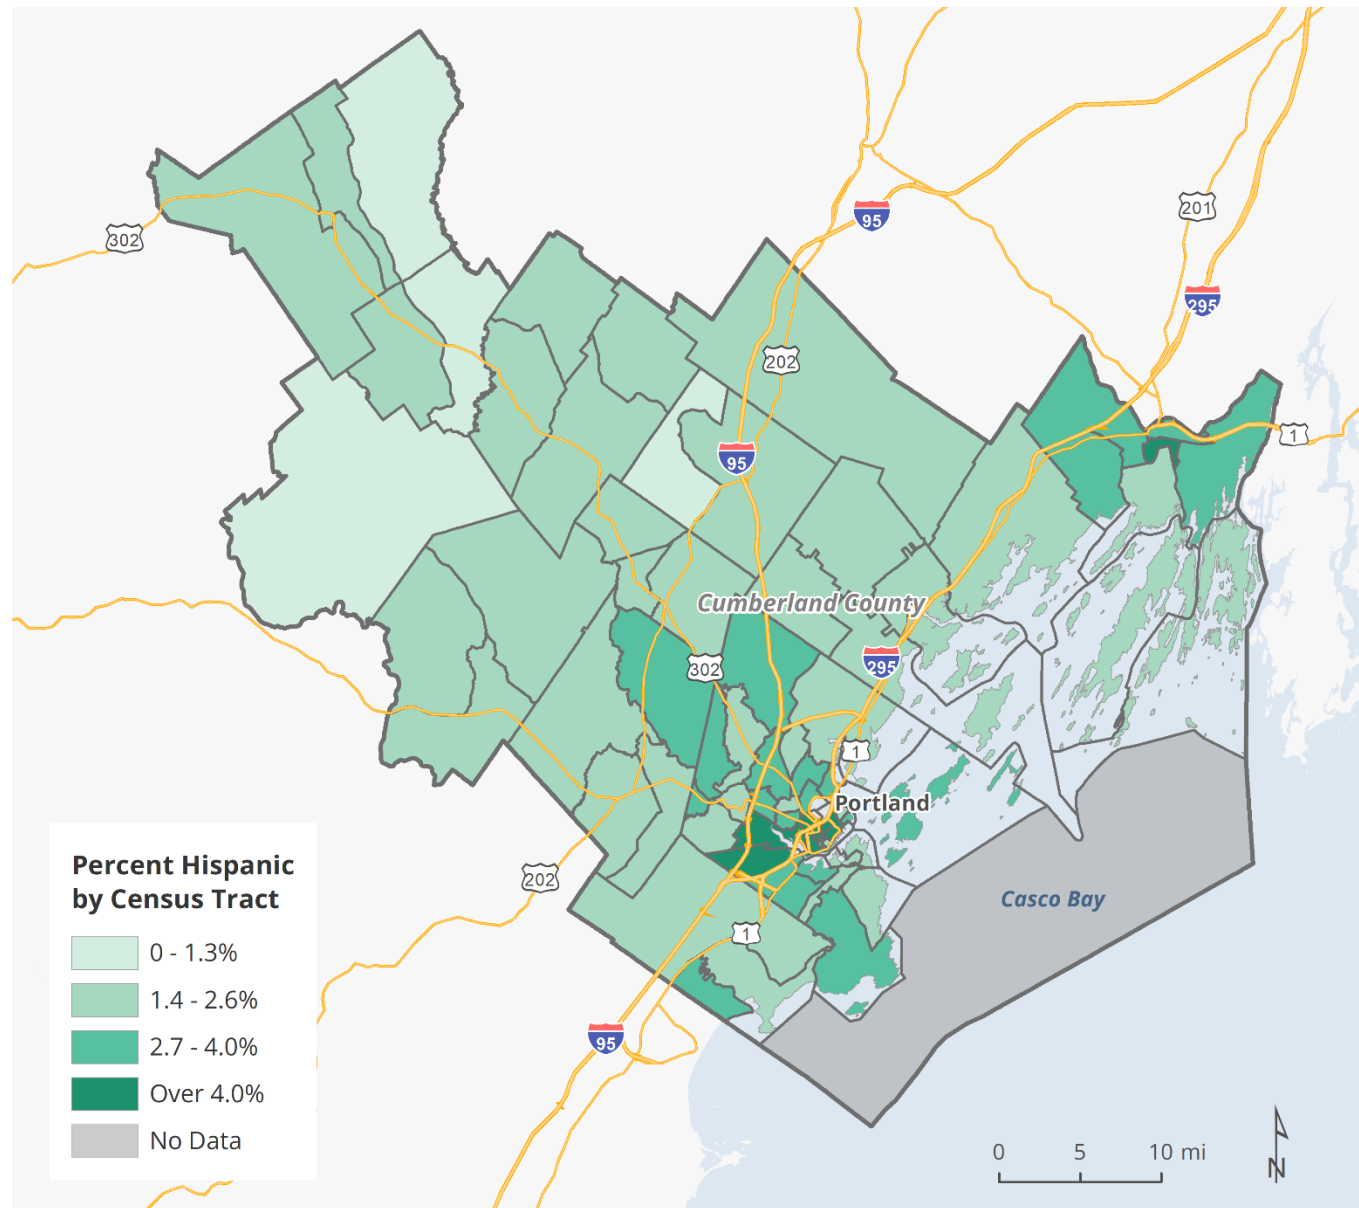 302
95
201
295
202
1
95
Cumberland County
302
295
1
Portland
202
Casco Bay
1
95
Percent Hispanic
by Census Tract
0 - 1.3%
1.4 - 2.6%
2.7 - 4.0%
Over 4.0%
No Data
0 5 10 mi
N